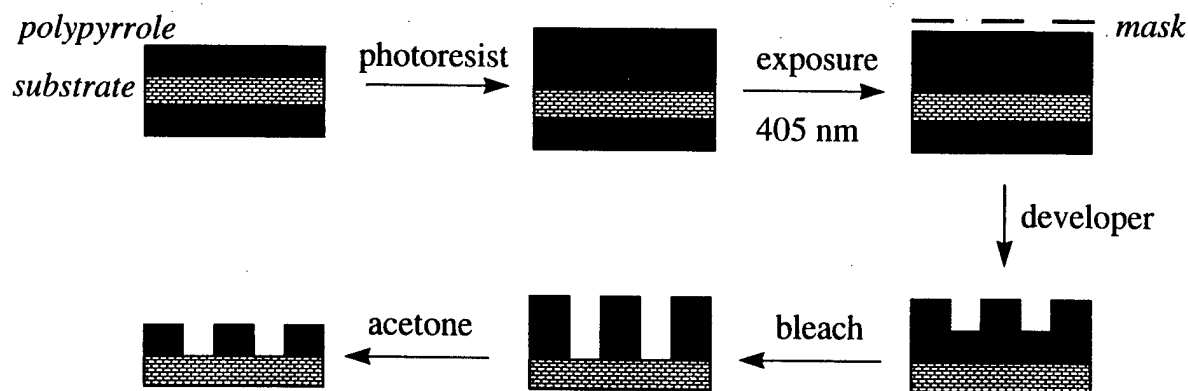 polypyrrole
substrate
photoresist
exposure
405 nm
mask
developer
bleach
acetone